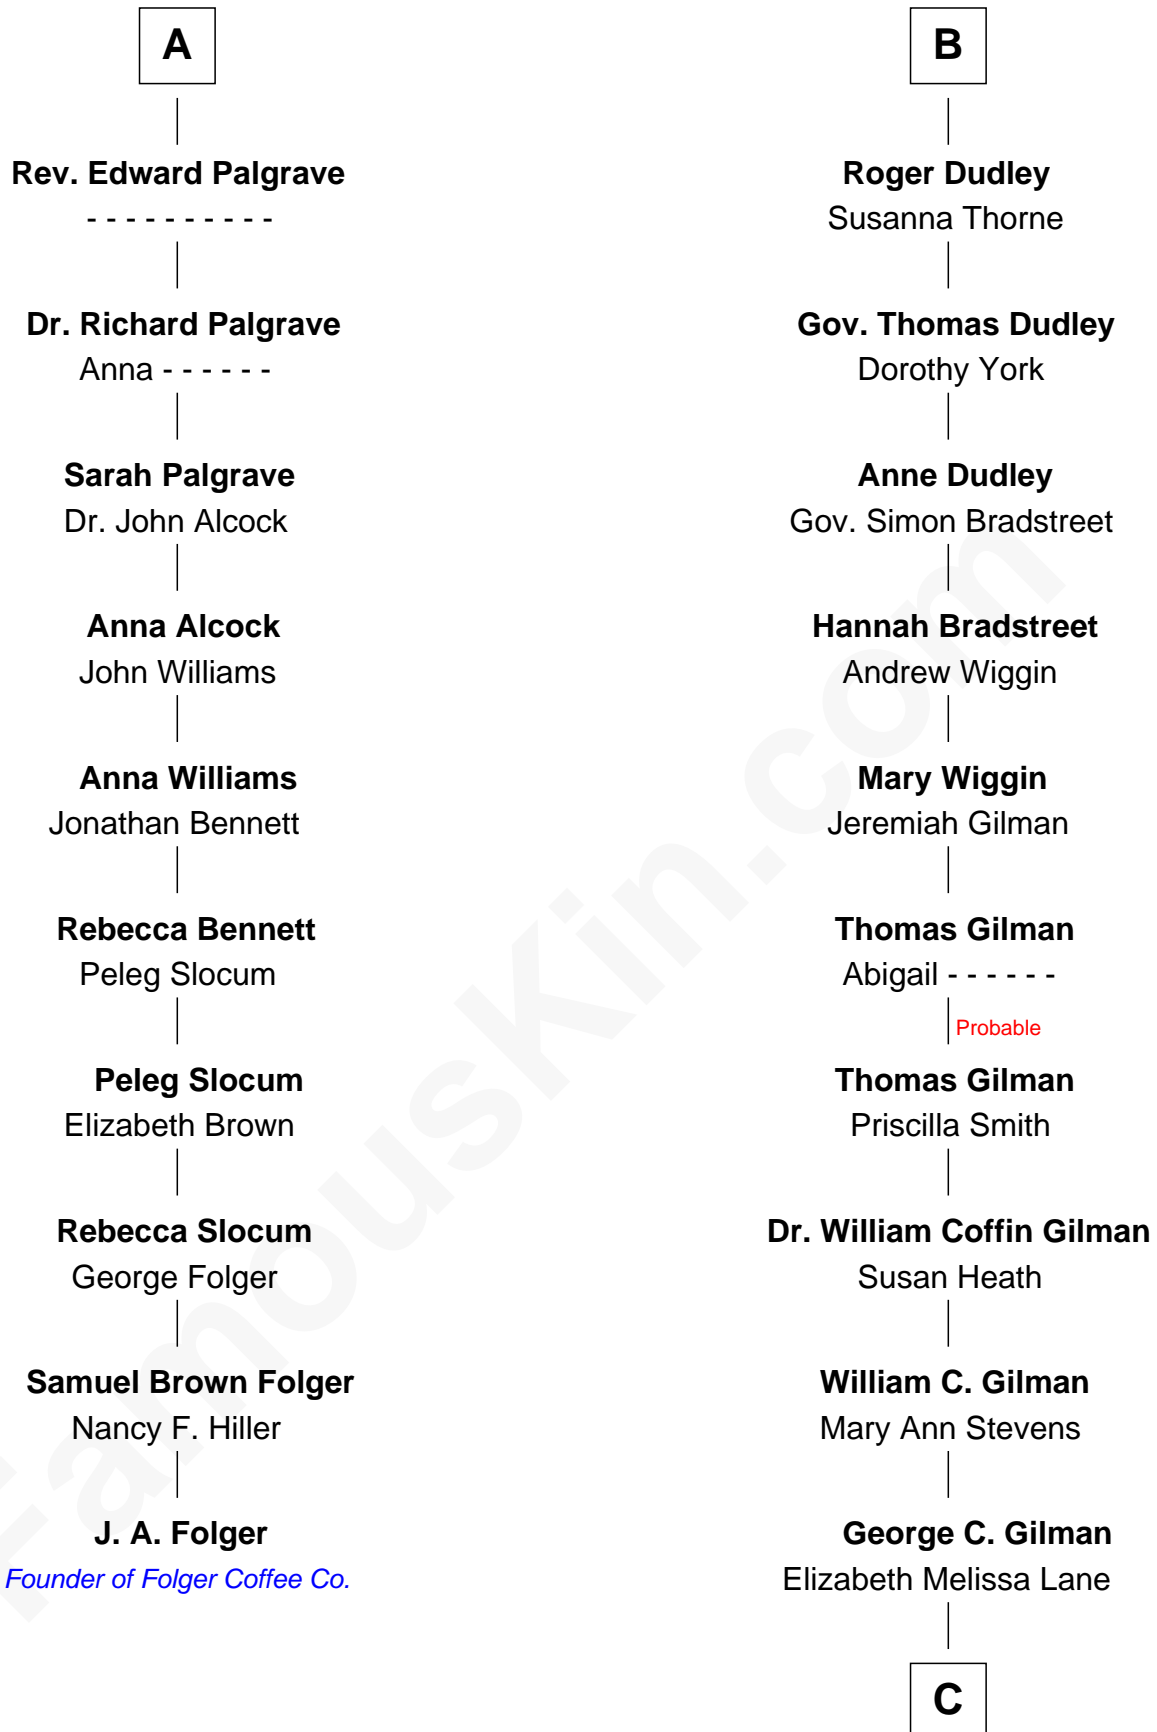 A
Rev. Edward Palgrave
- - - - - - - - - -
Dr. Richard Palgrave
Anna - - - - - -
Sarah Palgrave
Dr. John Alcock
Anna Alcock
John Williams
Anna Williams
Jonathan Bennett
Rebecca Bennett
Peleg Slocum
Peleg Slocum
Elizabeth Brown
Rebecca Slocum
George Folger
Samuel Brown Folger
Nancy F. Hiller
J. A. Folger
Founder of Folger Coffee Co.
B
Roger Dudley
Susanna Thorne
Gov. Thomas Dudley
Dorothy York
Anne Dudley
Gov. Simon Bradstreet
Hannah Bradstreet
Andrew Wiggin
Mary Wiggin
Jeremiah Gilman
Thomas Gilman
Abigail - - - - - -
Probable
Thomas Gilman
Priscilla Smith
Dr. William Coffin Gilman
Susan Heath
William C. Gilman
Mary Ann Stevens
George C. Gilman
Elizabeth Melissa Lane
C
FamousKin.com